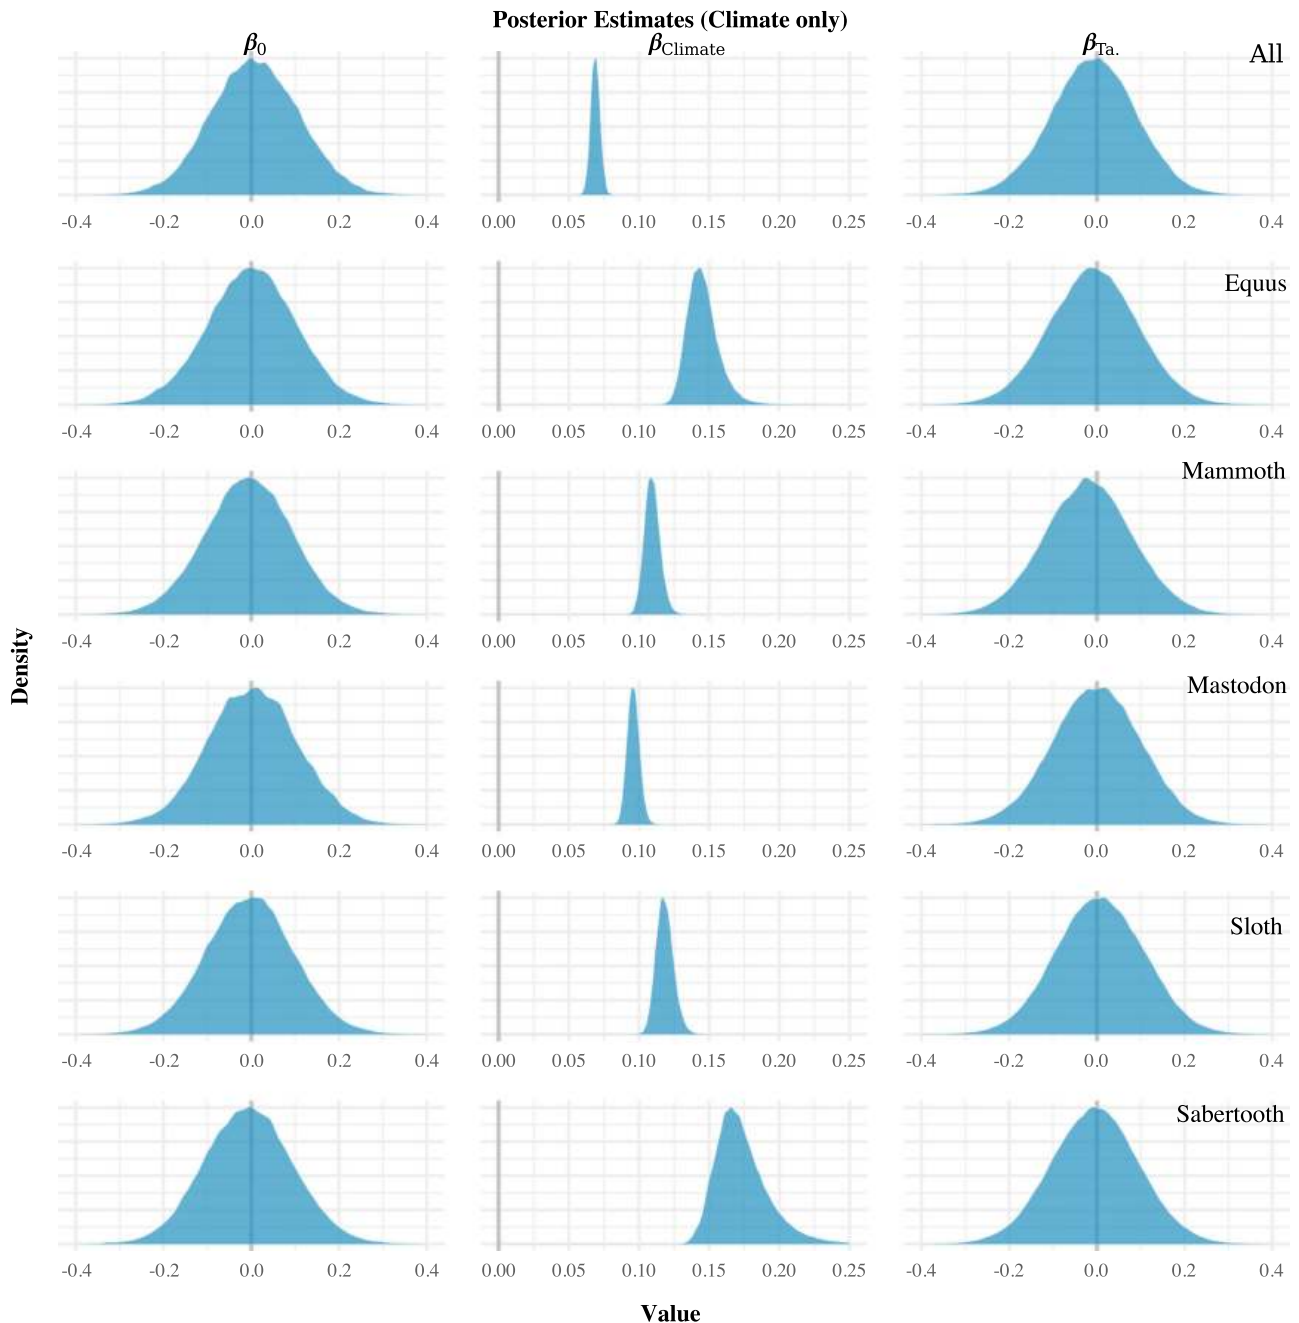 Posterior Estimates (Climate only)
β0 βClimate βTa. All
-0.4 -0.2 0.0 0.2 0.4 0.00 0.05 0.10 0.15 0.20 0.25 -0.4 -0.2 0.0 0.2 0.4
Equus
-0.4 -0.2 0.0 0.2 0.4 0.00 0.05 0.10 0.15 0.20 0.25 -0.4 -0.2 0.0 0.2 0.4
Mammoth
-0.4 -0.2 0.0 0.2 0.4 0.00 0.05 0.10 0.15 0.20 0.25 -0.4 -0.2 0.0 0.2 0.4
Density
Mastodon
-0.4 -0.2 0.0 0.2 0.4 0.00 0.05 0.10 0.15 0.20 0.25 -0.4 -0.2 0.0 0.2 0.4
Sloth
-0.4 -0.2 0.0 0.2 0.4 0.00 0.05 0.10 0.15 0.20 0.25 -0.4 -0.2 0.0 0.2 0.4
Sabertooth
-0.4 -0.2 0.0 0.2 0.4 0.00 0.05 0.10 0.15 0.20 0.25 -0.4 -0.2 0.0 0.2 0.4
Value